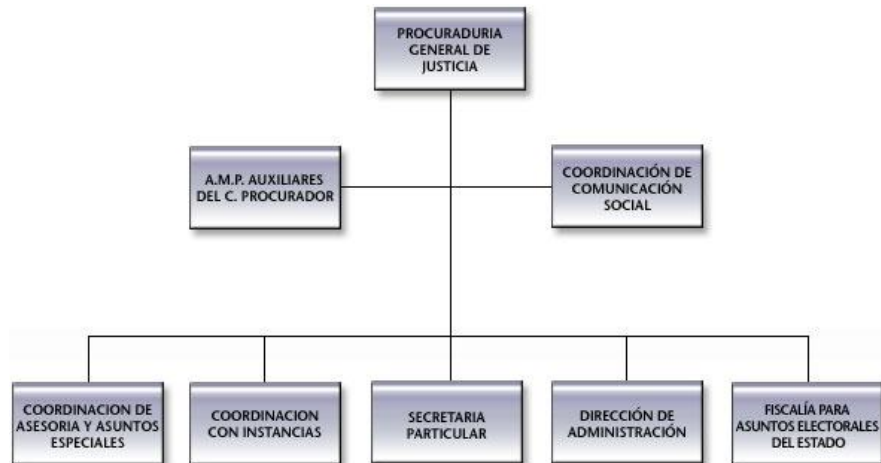 PROCURADURIA
GENERAL DE
JUSTICIA
A.M.P. AUXILIARES
DEL C. PROCURADOR
COORDINACIÓN DE
COMUNICACIÓN
SOCIAL
COORDINACION DE
ASESORIA Y ASUNTOS
ESPECIALES
COORDINACION
CON INSTANCIAS
SECRETARIA
PARTICULAR
DIRECCIÓN DE
ADMINISTRACIÓN
FISCALÍA PARA
ASUNTOS ELECTORALES
DEL ESTADO